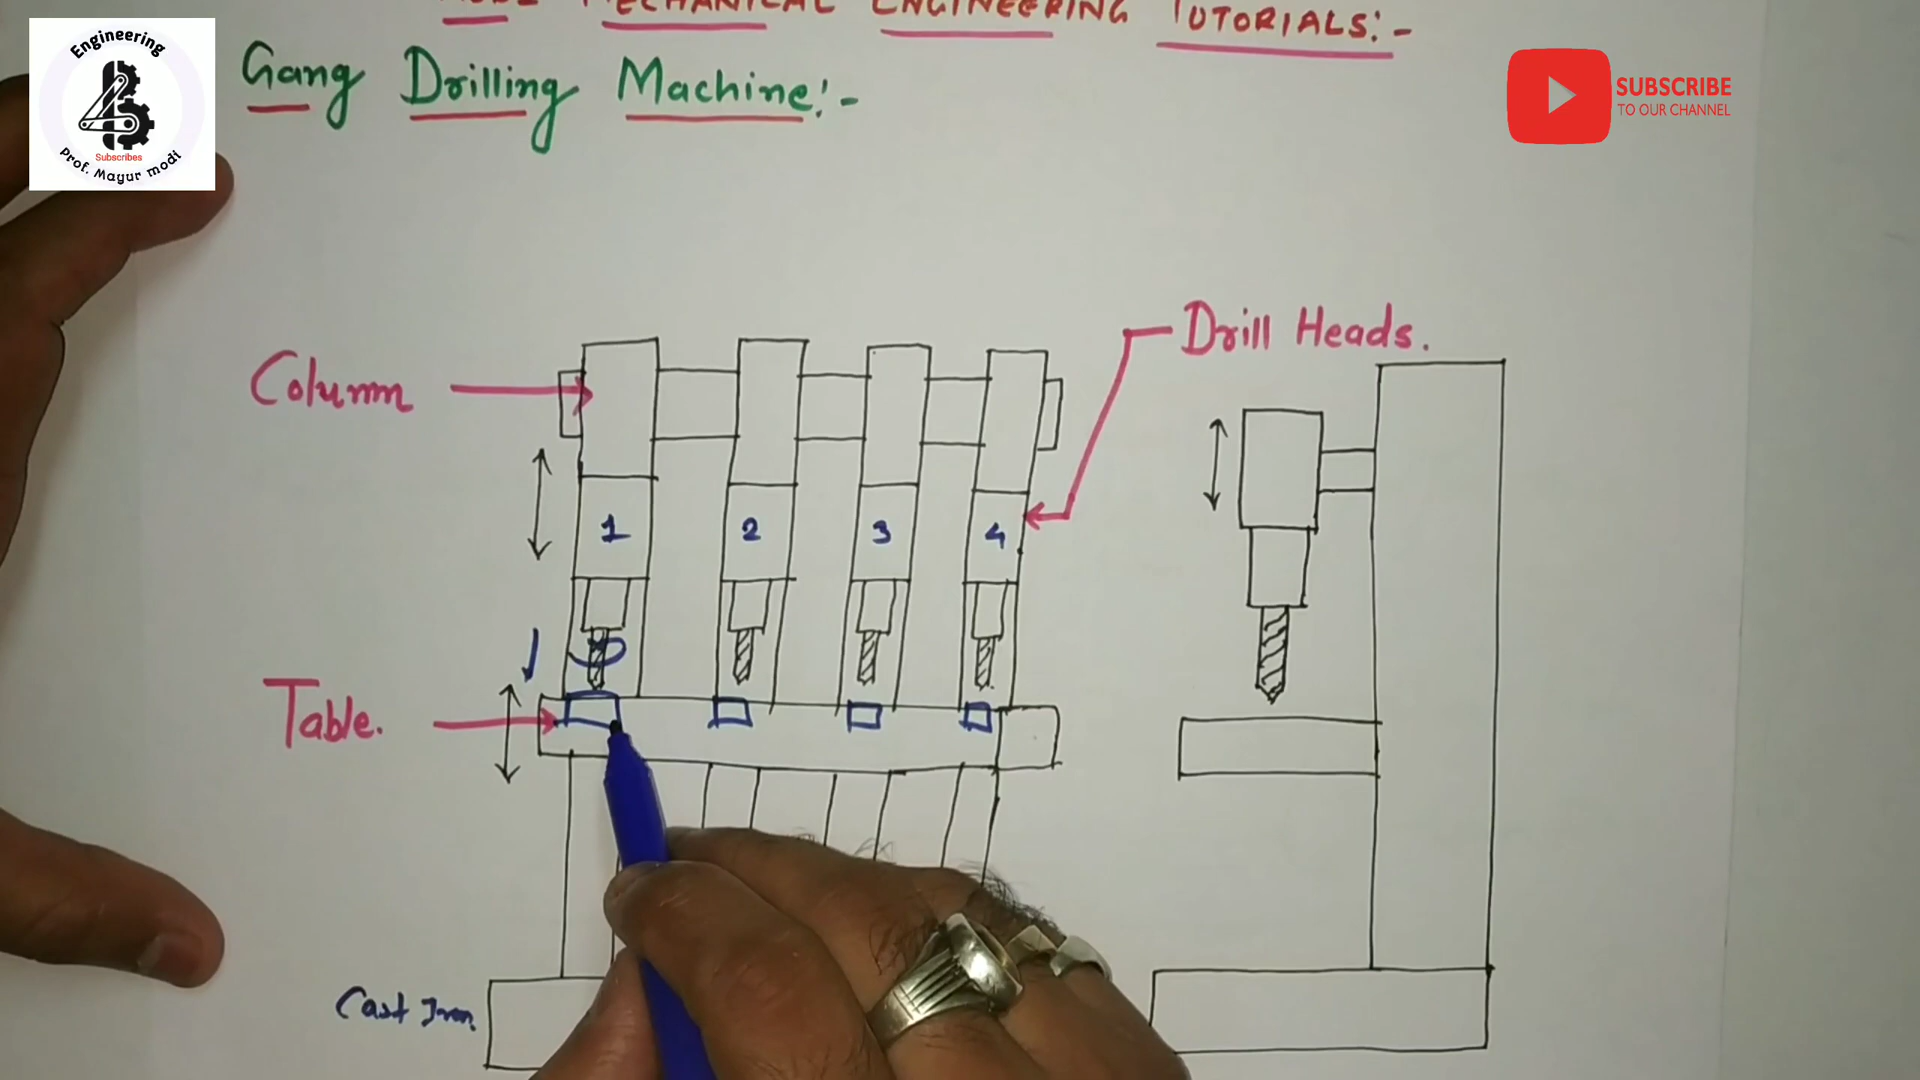 MECHANICAL ENGINEERING TUTORIALS:-
Engineering
Subscribes
Prof. Mayur modi
Gang Drilling Machine:-
SUBSCRIBE
TO OUR CHANNEL
Drill Heads.
Column
1 2 3 4
Table.
Cast Iron